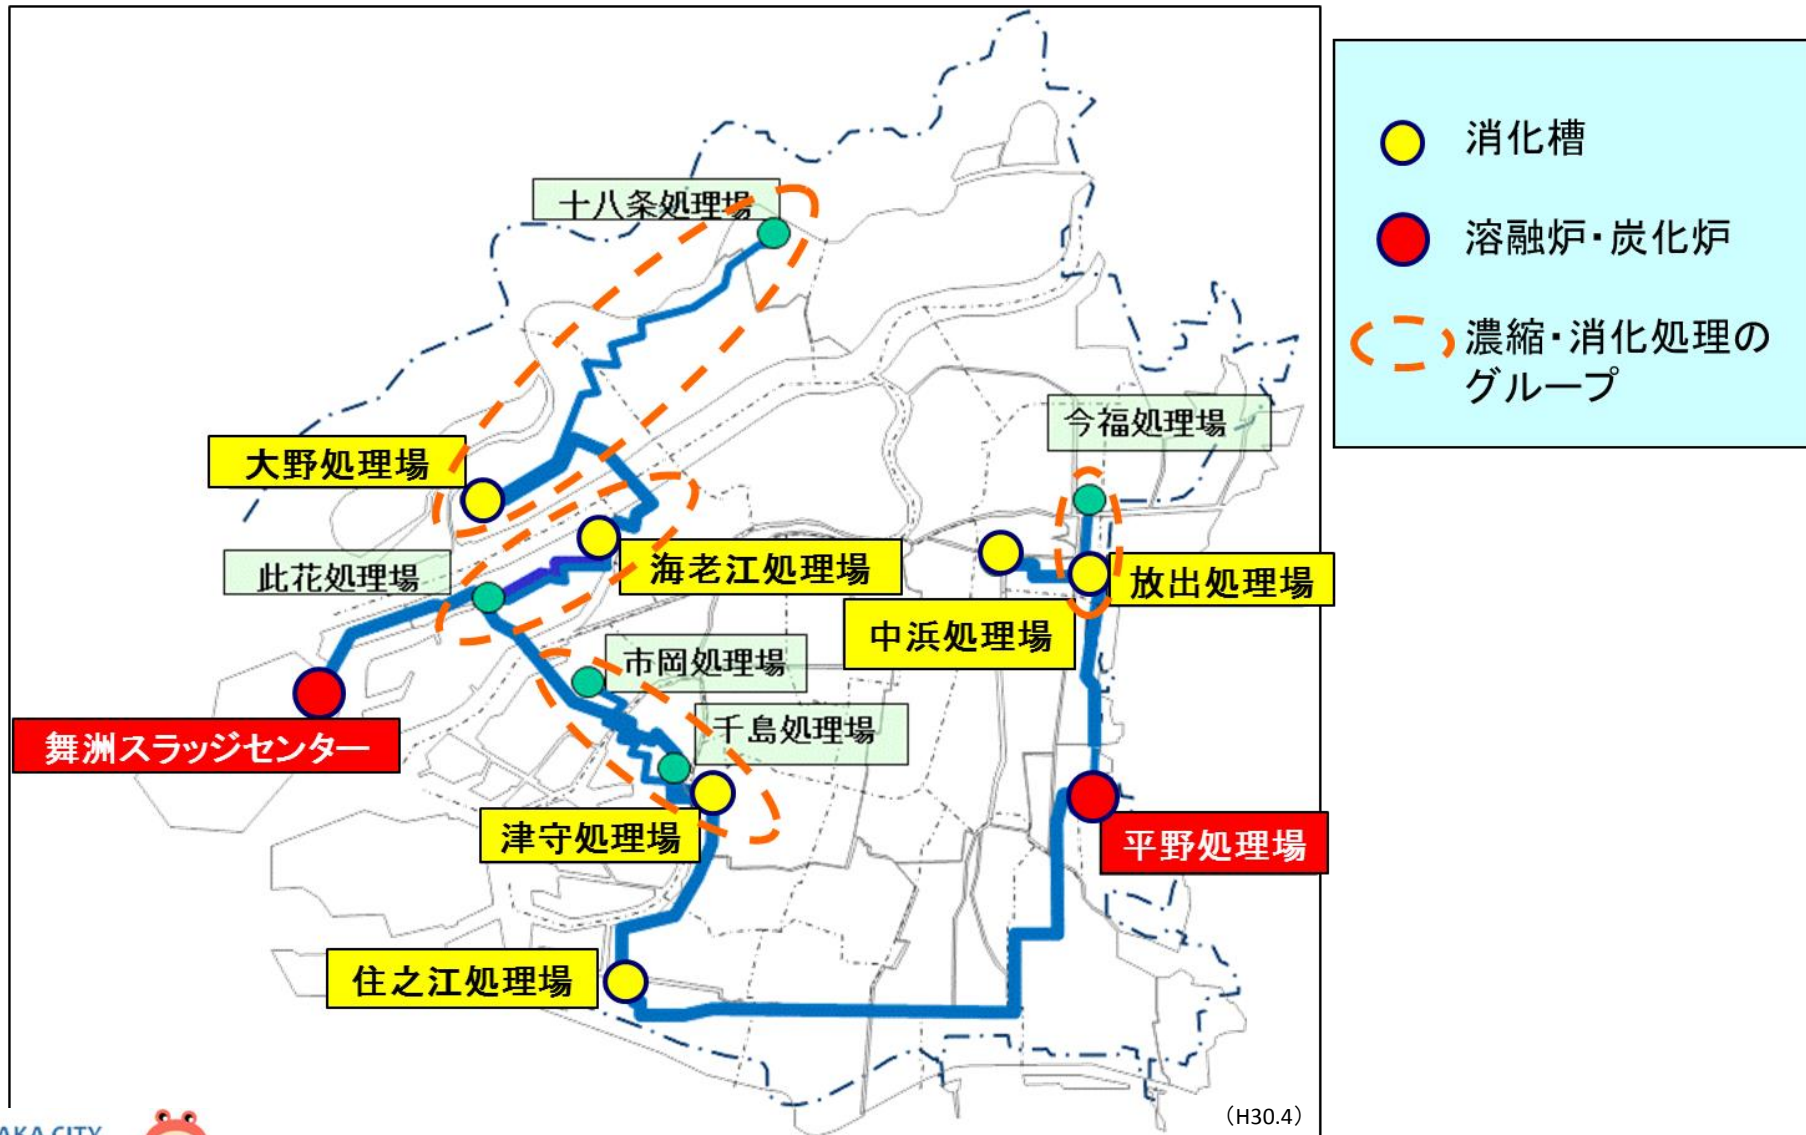 十八条処理場
大野処理場
此花処理場
海老江処理場
今福処理場
放出処理場
中浜処理場
市岡処理場
千島処理場
舞洲スラッジセンター
津守処理場
平野処理場
住之江処理場
(H30.4)
消化槽
溶融炉・炭化炉
濃縮・消化処理の
グループ